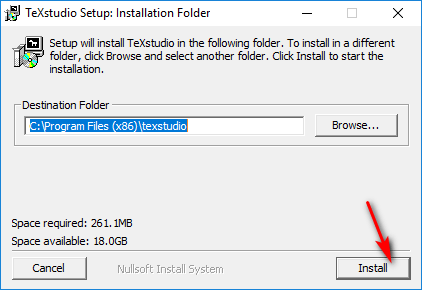 TeXstudio Setup: Installation Folder
Setup will install TeXstudio in the following folder. To install in a different
folder, click Browse and select another folder. Click Install to start the
installation.
Destination Folder
C:\Program Files (x86)\texstudio
Browse...
Space required: 261.1MB
Space available: 18.0GB
Cancel
Nullsoft Install System
Install